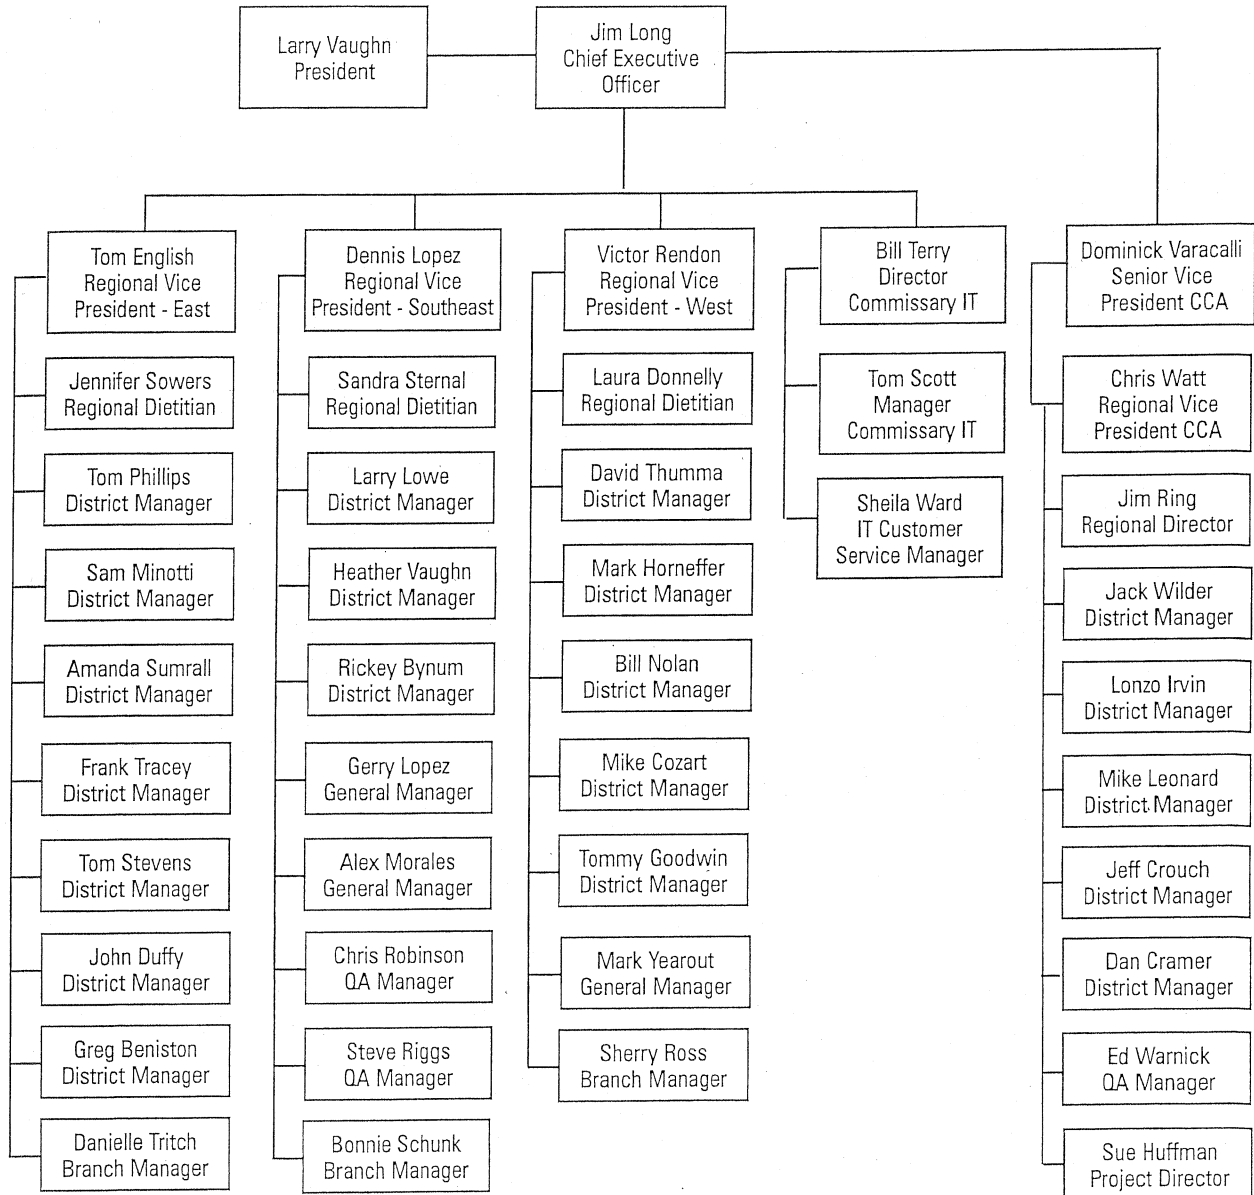 Larry Vaughn
President
Jim Long
Chief Executive
Officer
Tom English
Regional Vice
President - East
Jennifer Sowers
Regional Dietitian
Tom Phillips
District Manager
Sam Minotti
District Manager
Amanda Sumrall
District Manager
Frank Tracey
District Manager
Tom Stevens
District Manager
John Duffy
District Manager
Greg Beniston
District Manager
Danielle Tritch
Branch Manager
Dennis Lopez
Regional Vice
President - Southeast
Sandra Sternal
Regional Dietitian
Larry Lowe
District Manager
Heather Vaughn
District Manager
Rickey Bynum
District Manager
Gerry Lopez
General Manager
Alex Morales
General Manager
Chris Robinson
QA Manager
Steve Riggs
QA Manager
Bonnie Schunk
Branch Manager
Victor Rendon
Regional Vice
President - West
Laura Donnelly
Regional Dietitian
David Thumma
District Manager
Mark Horneffer
District Manager
Bill Nolan
District Manager
Mike Cozart
District Manager
Tommy Goodwin
District Manager
Mark Yearout
General Manager
Sherry Ross
Branch Manager
Bill Terry
Director
Commissary IT
Tom Scott
Manager
Commissary IT
Sheila Ward
IT Customer
Service Manager
Dominick Varacalli
Senior Vice
President CCA
Chris Watt
Regional Vice
President CCA
Jim Ring
Regional Director
Jack Wilder
District Manager
Lonzo Irvin
District Manager
Mike Leonard
District Manager
Jeff Crouch
District Manager
Dan Cramer
District Manager
Ed Warnick
QA Manager
Sue Huffman
Project Director